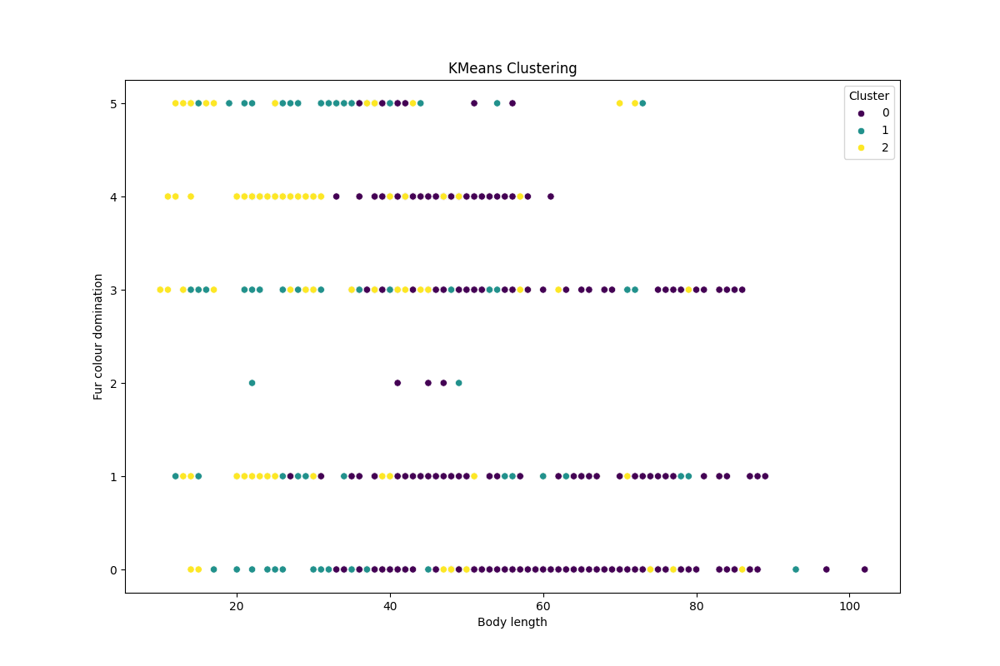 KMeans Clustering
Cluster
0
1
2
Fur colour domination
5
4
3
2
1
0
20 40 60 80 100
Body length